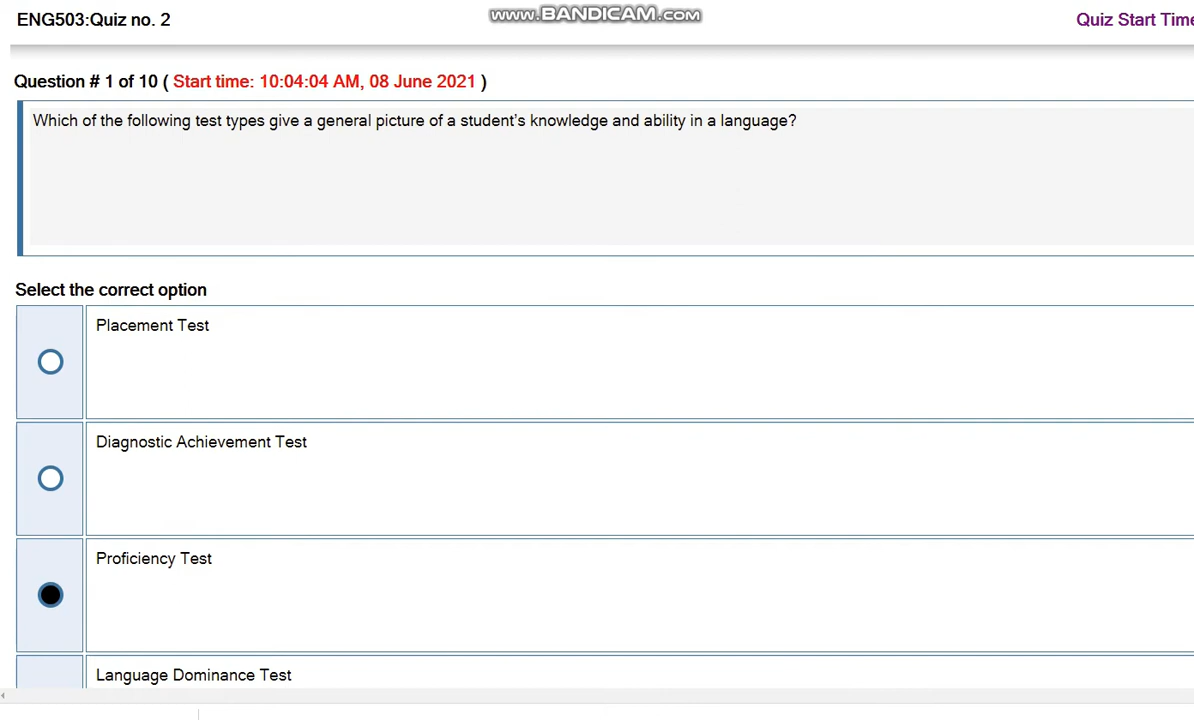 www.BANDICAM.com
ENG503:Quiz no. 2
Quiz Start Time
Question # 1 of 10 ( Start time: 10:04:04 AM, 08 June 2021 )
Which of the following test types give a general picture of a student's knowledge and ability in a language?
Select the correct option
Placement Test
Diagnostic Achievement Test
Proficiency Test
Language Dominance Test